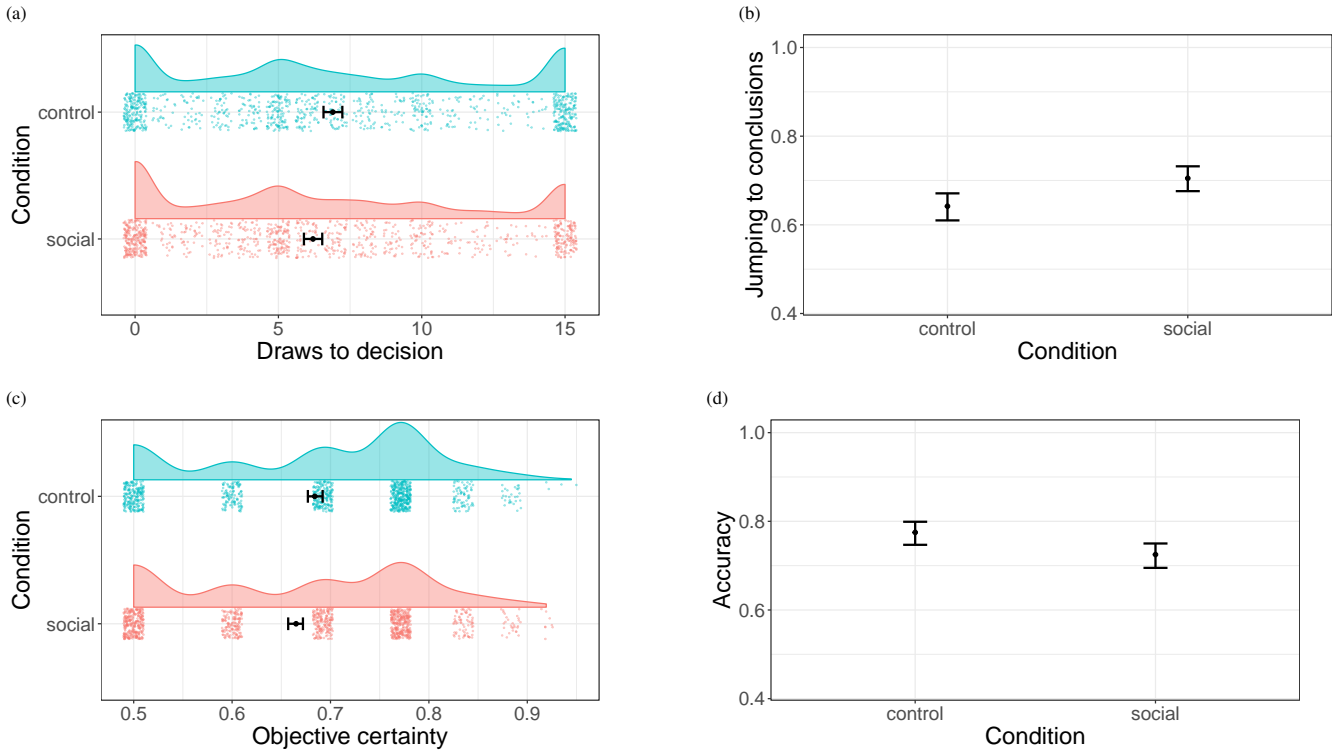 (a)
Condition
control
social
0 5 10 15
Draws to decision
(b)
Jumping to conclusions
1.0
0.8
0.6
0.4
control social
Condition
(c)
Condition
control
social
0.5 0.6 0.7 0.8 0.9
Objective certainty
(d)
Accuracy
1.0
0.8
0.6
0.4
control social
Condition